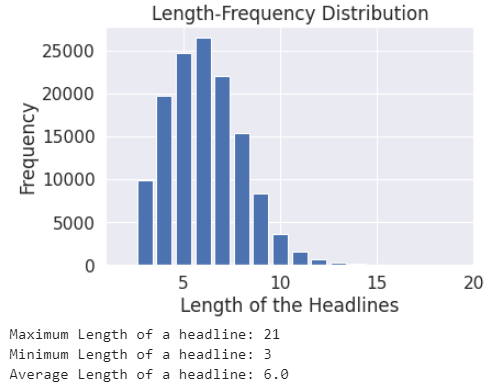 Length-Frequency Distribution
25000
20000
15000
10000
5000
0
Frequency
5 10 15 20
Length of the Headlines
Maximum Length of a headline: 21
Minimum Length of a headline: 3
Average Length of a headline: 6.0